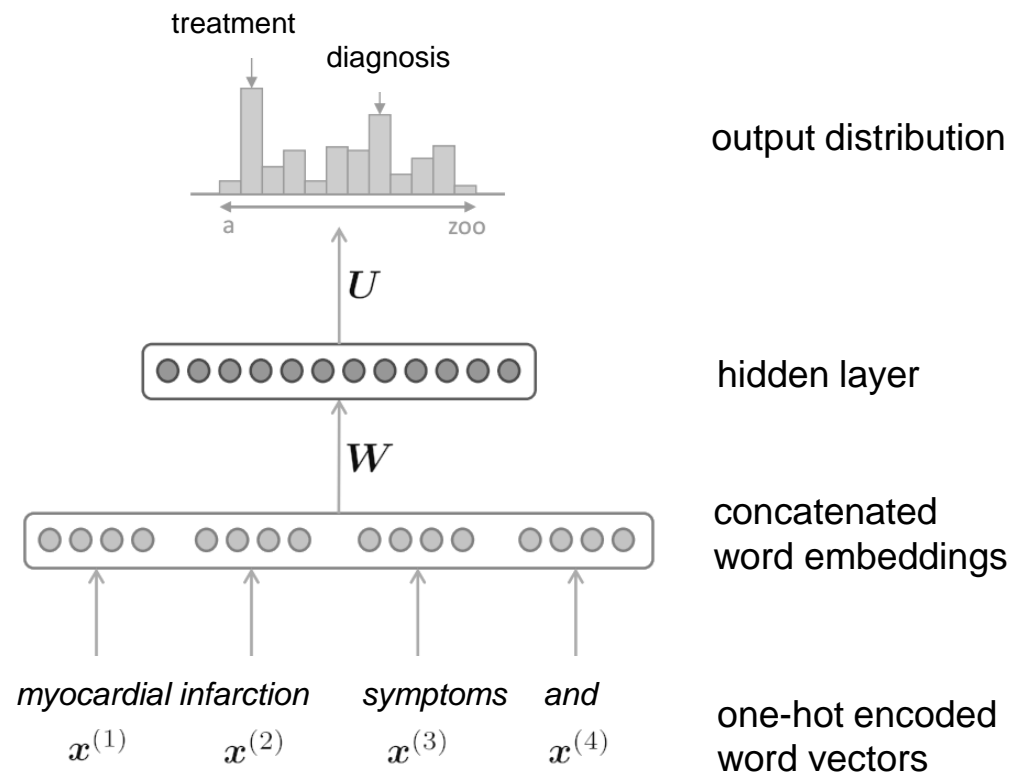 treatment
diagnosis
output distribution
a
zoo
U
hidden layer
W
concatenated
word embeddings
myocardial infarction symptoms and
x^(1) x^(2) x^(3) x^(4)
one-hot encoded
word vectors